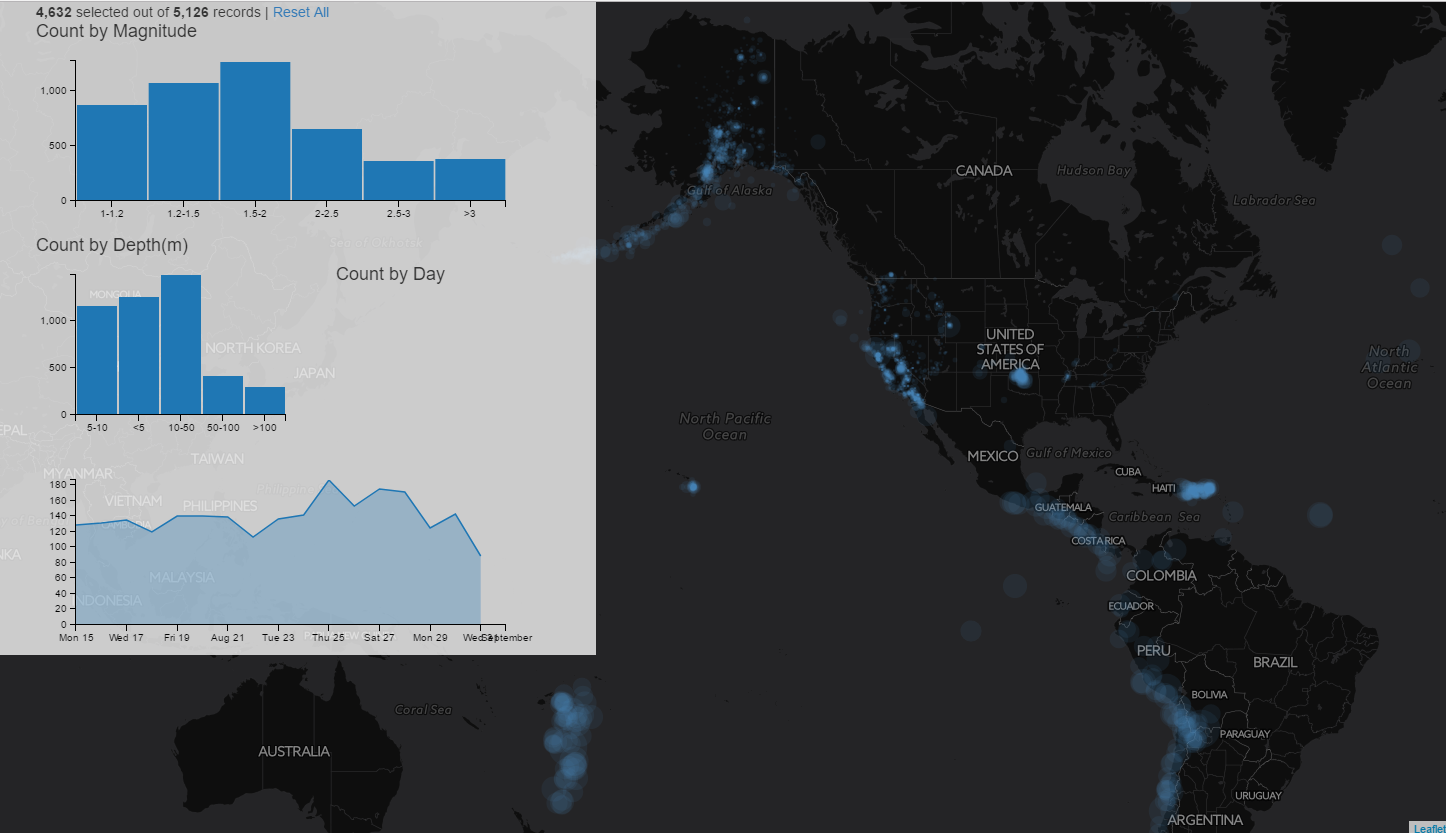 4,632 selected out of 5,126 records | Reset All
Count by Magnitude
1,000
500
0
1-1.2 1.2-1.5 1.5-2 2-2.5 2.5-3 >3
Count by Depth(m)
Sea of Okhotsk
Count by Day
MONGOLIA
1,000
NORTH KOREA
500
JAPAN
0
5-10 <5 10-50 50-100 >100
TAIWAN
MYANMAR
VIETNAM
PHILIPPINES
MALAYSIA
180
160
140
120
100
80
60
40
20
0
Mon 15 Wed 17 Fri 19 Aug 21 Tue 23 Thu 25 Sat 27 Mon 29 Wed 31 September
CANADA
Hudson Bay
Gulf of Alaska
Labrador Sea
UNITED
STATES OF
AMERICA
North
Atlantic
Ocean
North Pacific
Ocean
MEXICO
Gulf of Mexico
CUBA
HAITI
GUATEMALA
Caribbean Sea
COSTA RICA
COLOMBIA
ECUADOR
PERU
BRAZIL
BOLIVIA
Coral Sea
PARAGUAY
AUSTRALIA
URUGUAY
ARGENTINA
Leaflet